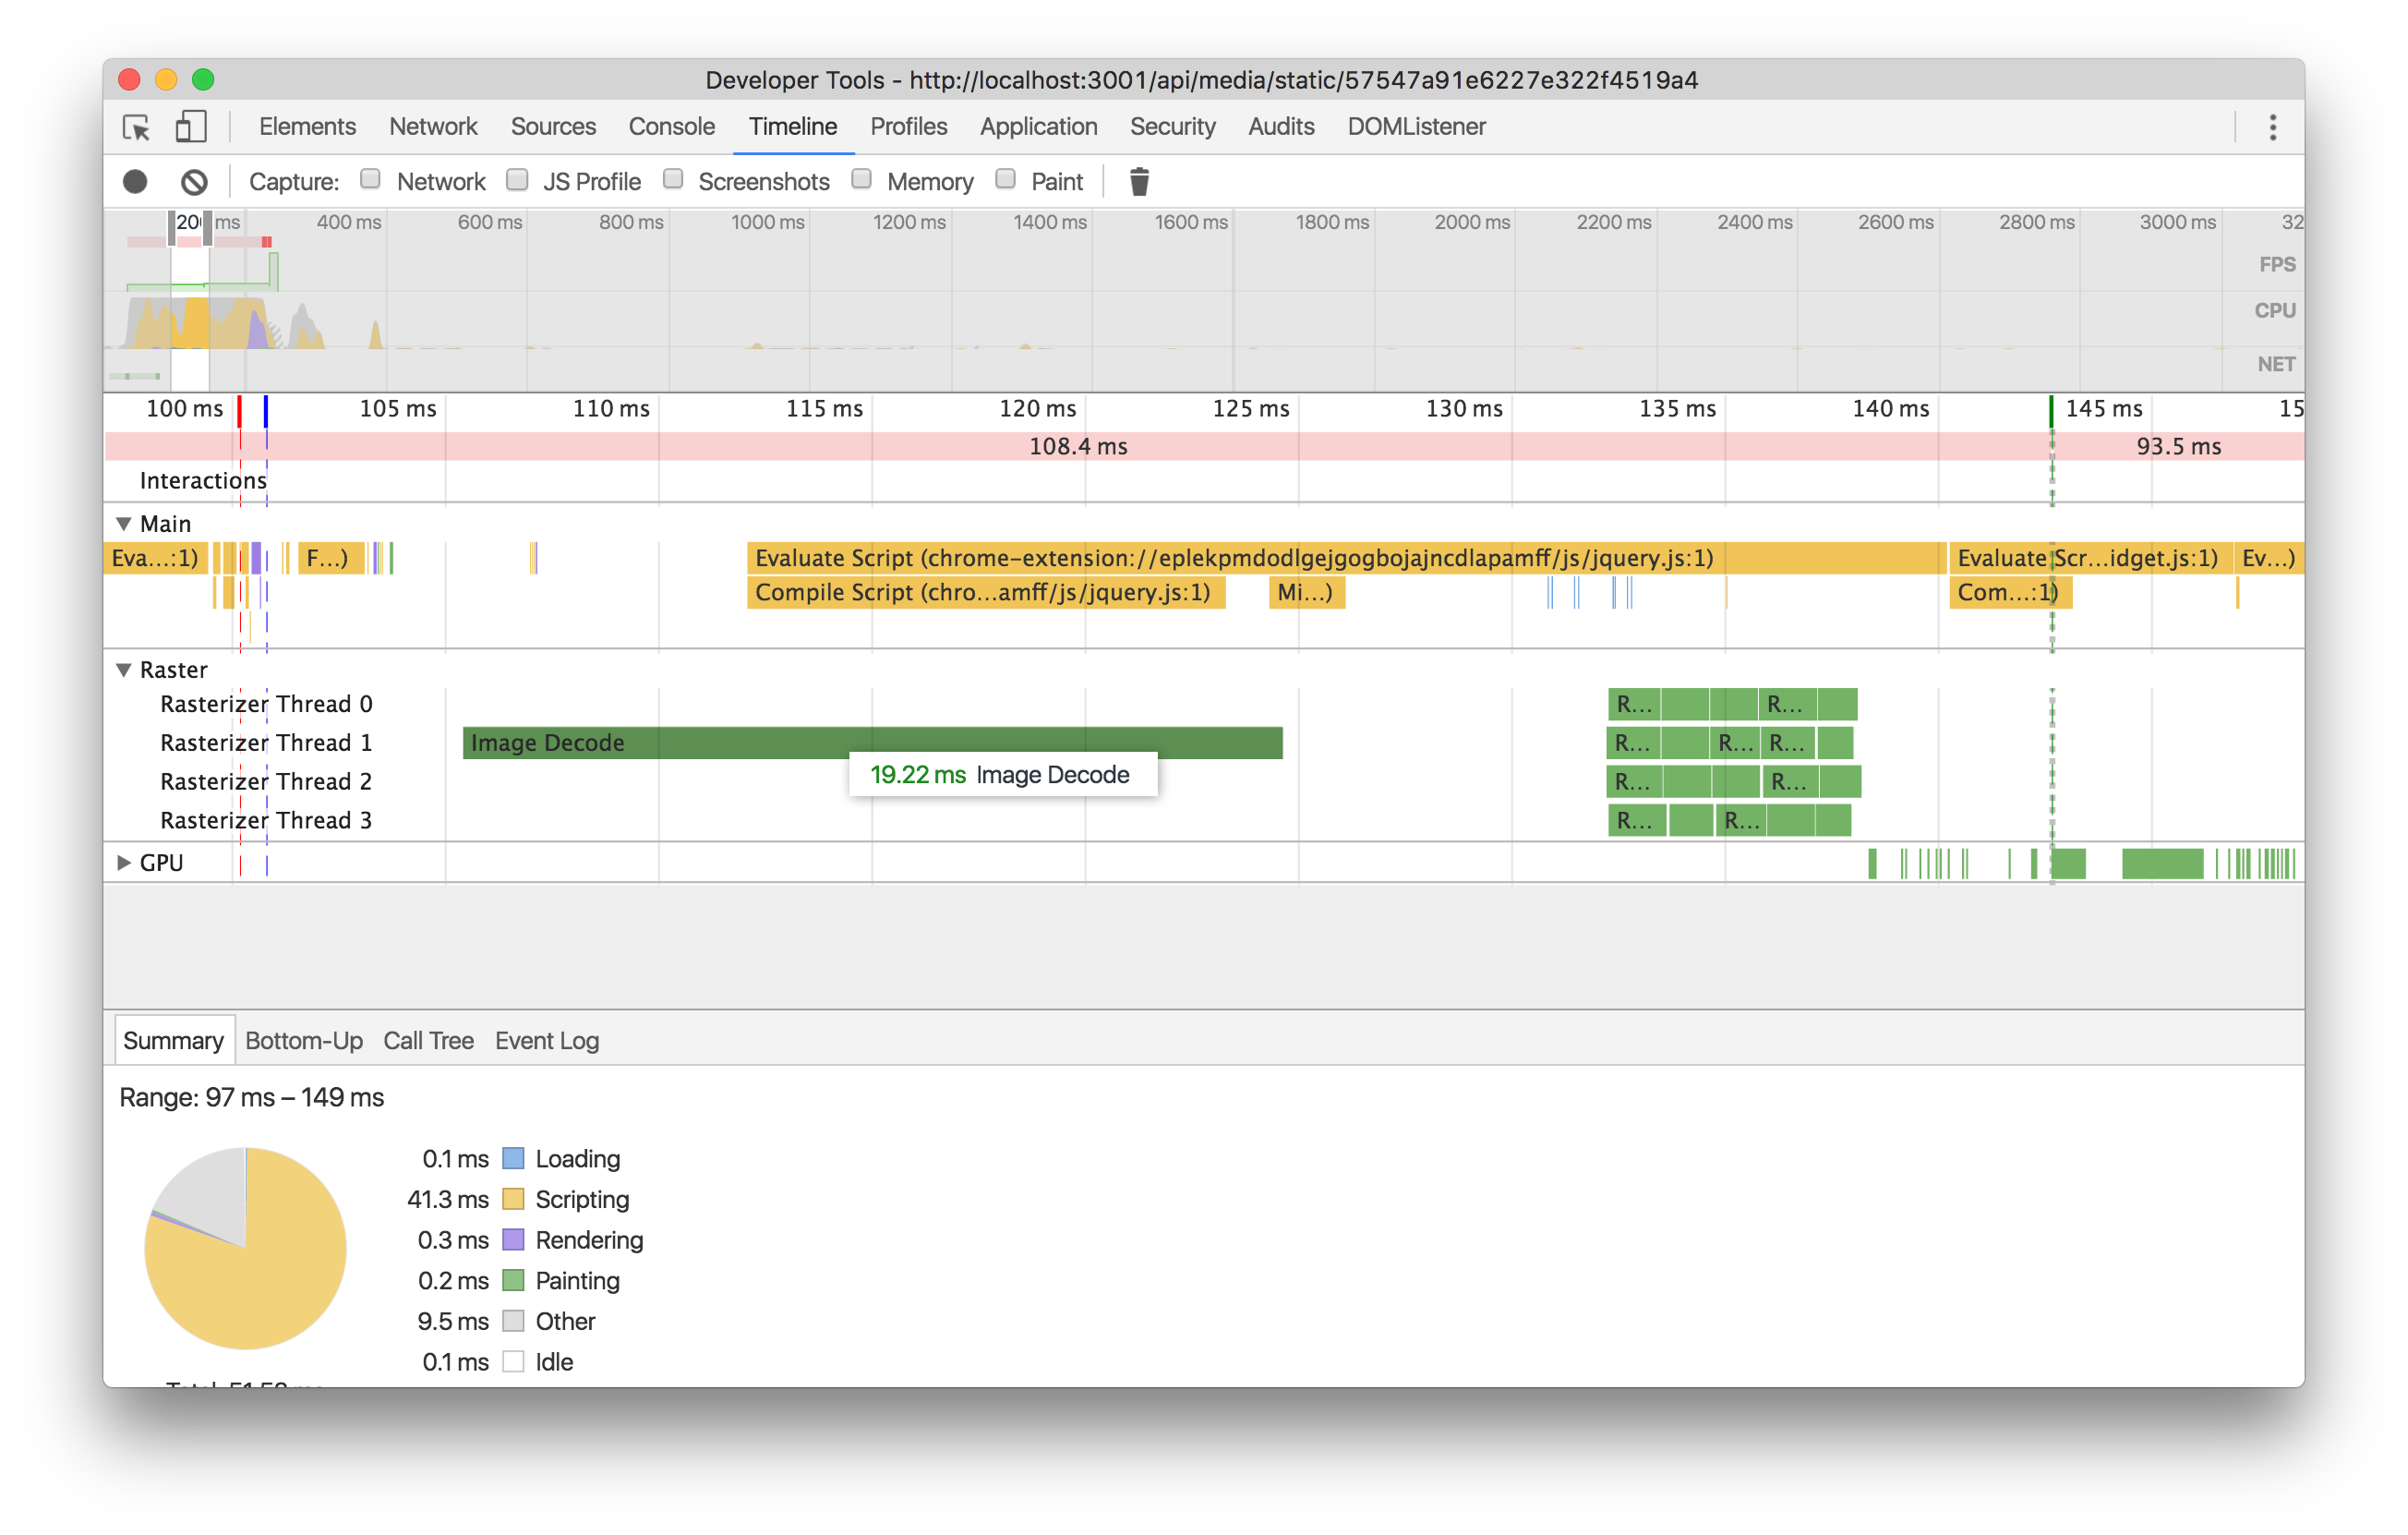 Developer Tools - http://localhost:3001/api/media/static/57547a91e6227e322f4519a4
Elements Network Sources Console Timeline Profiles Application Security Audits DOMListener
Capture: Network JS Profile Screenshots Memory Paint
ms 400 ms 600 ms 800 ms 1000 ms 1200 ms 1400 ms 1600 ms 1800 ms 2000 ms 2200 ms 2400 ms 2600 ms 2800 ms 3000 ms
FPS
CPU
NET
100 ms 105 ms 110 ms 115 ms 120 ms 125 ms 130 ms 135 ms 140 ms 145 ms
108.4 ms 93.5 ms
Interactions
Main
Eva...:1) F...) Evaluate Script (chrome-extension://eplekpmdodlgejgogbojajncdlapamff/js/jquery.js:1) Evaluate Scr...idget.js:1) Ev...)
Compile Script (chro...amff/js/jquery.js:1) Mi...) Com...:1)
Raster
Rasterizer Thread 0 R... R...
Rasterizer Thread 1 Image Decode R... R... R...
19.22 ms Image Decode
Rasterizer Thread 2 R... R...
Rasterizer Thread 3 R... R...
GPU
Summary Bottom-Up Call Tree Event Log
Range: 97 ms – 149 ms
0.1 ms Loading
41.3 ms Scripting
0.3 ms Rendering
0.2 ms Painting
9.5 ms Other
0.1 ms Idle